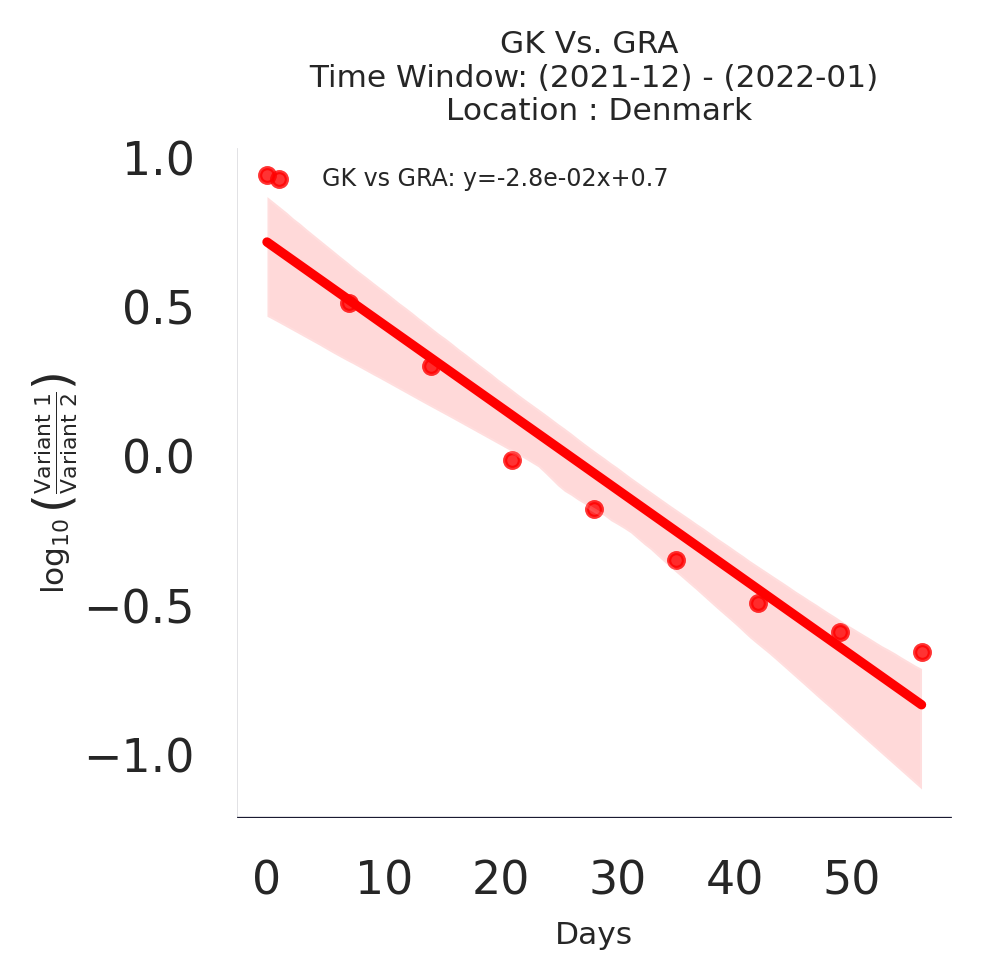 GK Vs. GRA
Time Window: (2021-12) - (2022-01)
Location : Denmark
GK vs GRA: y=-2.8e-02x+0.7
1.0
0.5
0.0
−0.5
−1.0
log10 (Variant 1 / Variant 2)
0 10 20 30 40 50
Days